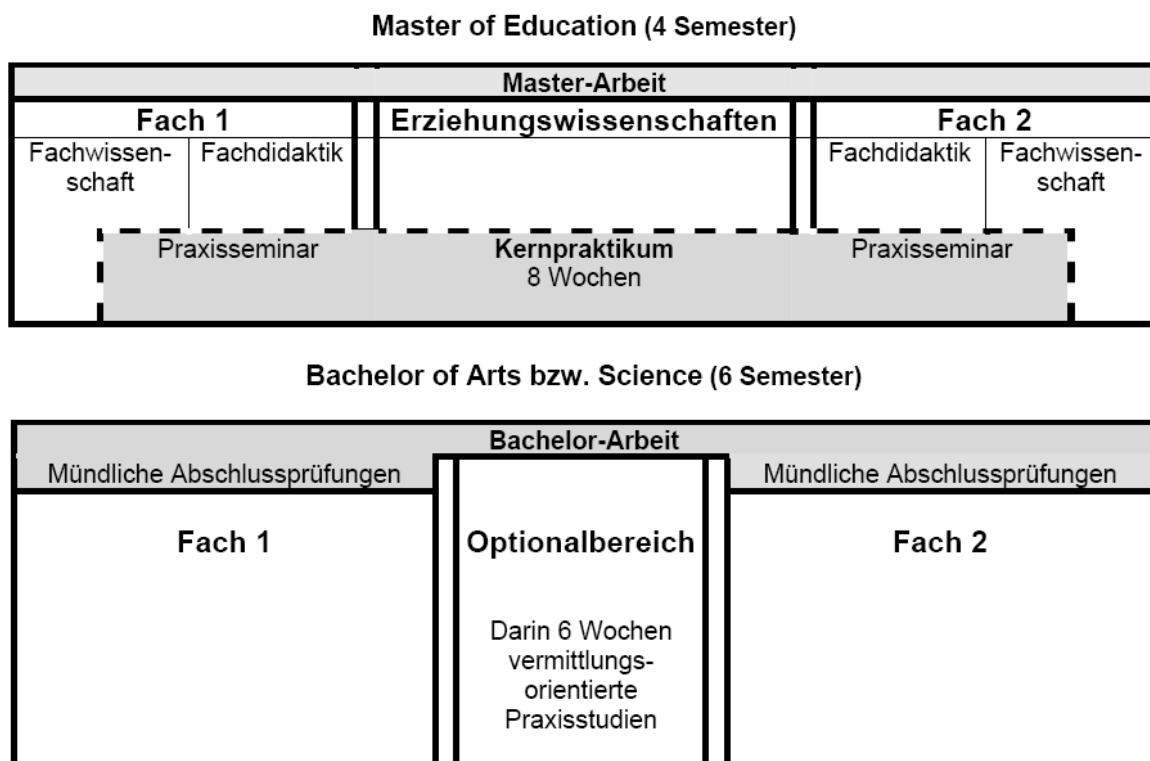 Master of Education (4 Semester)
Master-Arbeit
Fach 1
Erziehungswissenschaften
Fach 2
Fachwissen-
schaft
Fachdidaktik
Fachdidaktik
Fachwissen-
schaft
Praxisseminar
Kernpraktikum
8 Wochen
Praxisseminar
Bachelor of Arts bzw. Science (6 Semester)
Bachelor-Arbeit
Mündliche Abschlussprüfungen
Mündliche Abschlussprüfungen
Fach 1
Optionalbereich
Fach 2
Darin 6 Wochen
vermittlungs-
orientierte
Praxisstudien